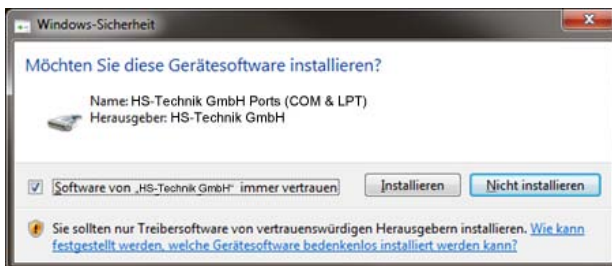 Windows-Sicherheit
Möchten Sie diese Gerätesoftware installieren?
Name: HS-Technik GmbH Ports (COM & LPT)
Herausgeber: HS-Technik GmbH
Software von „HS-Technik GmbH“ immer vertrauen
Installieren
Nicht installieren
Sie sollten nur Treibersoftware von vertrauenswürdigen Herausgebern installieren. Wie kann
festgestellt werden, welche Gerätesoftware bedenkenlos installiert werden kann?